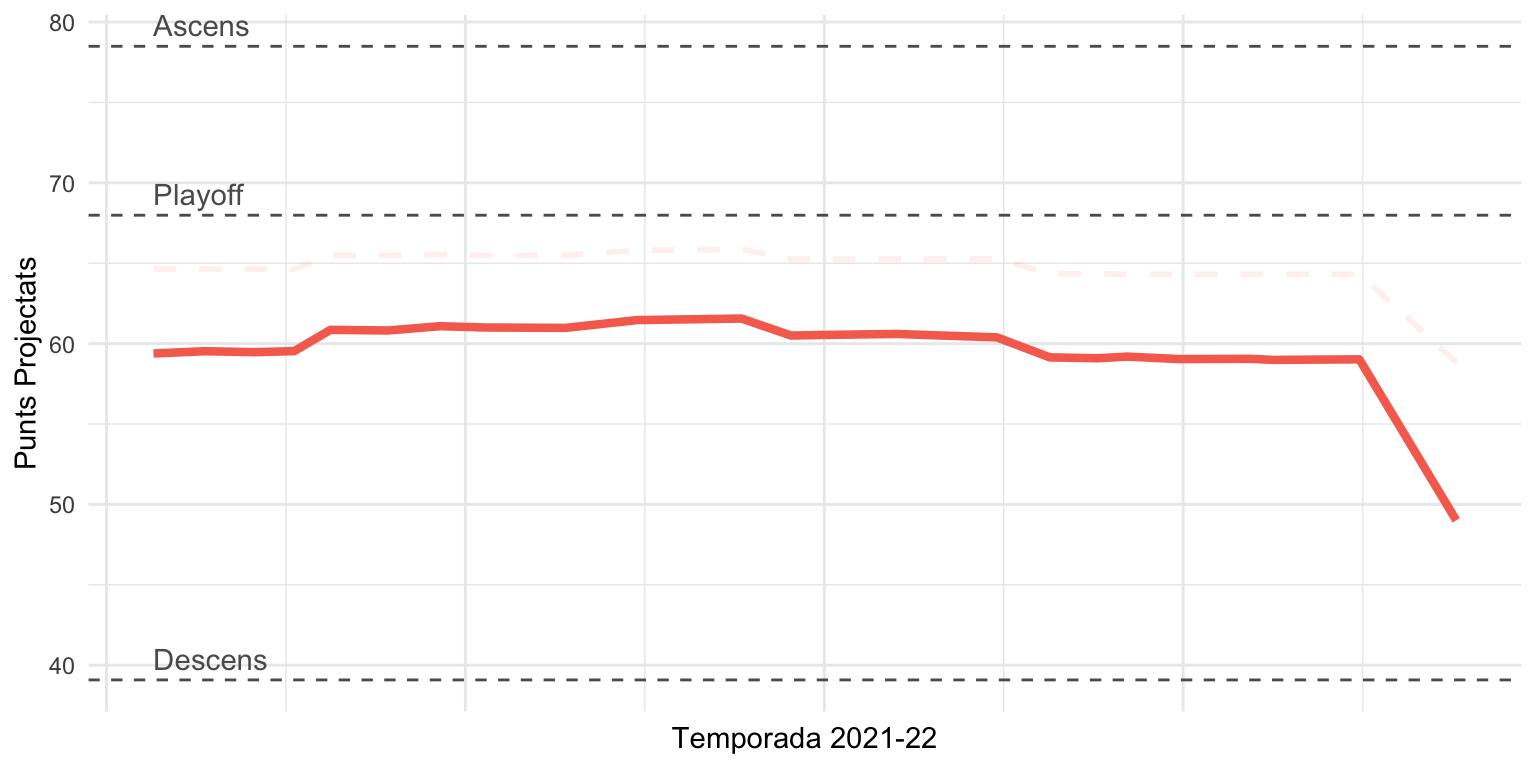 80
Ascens
70
Playoff
60
50
40
Descens
Punts Projectats
Temporada 2021-22